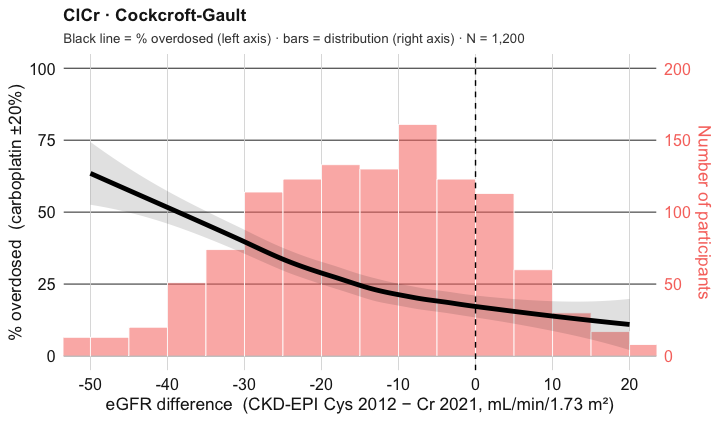 ClCr · Cockcroft-Gault
Black line = % overdosed (left axis) · bars = distribution (right axis) · N = 1,200
% overdosed (carboplatin ±20%)
100
75
50
25
0
200
150
100
50
0
Number of participants
-50 -40 -30 -20 -10 0 10 20
eGFR difference (CKD-EPI Cys 2012 − Cr 2021, mL/min/1.73 m²)